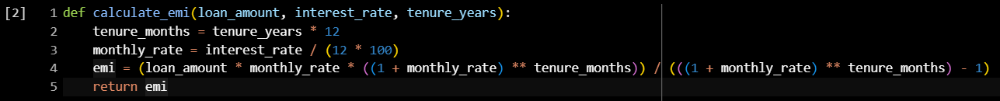 [2] 1 def calculate_emi(loan_amount, interest_rate, tenure_years):
2     tenure_months = tenure_years * 12
3     monthly_rate = interest_rate / (12 * 100)
4     emi = (loan_amount * monthly_rate * ((1 + monthly_rate) ** tenure_months)) / (((1 + monthly_rate) ** tenure_months) - 1)
5     return emi